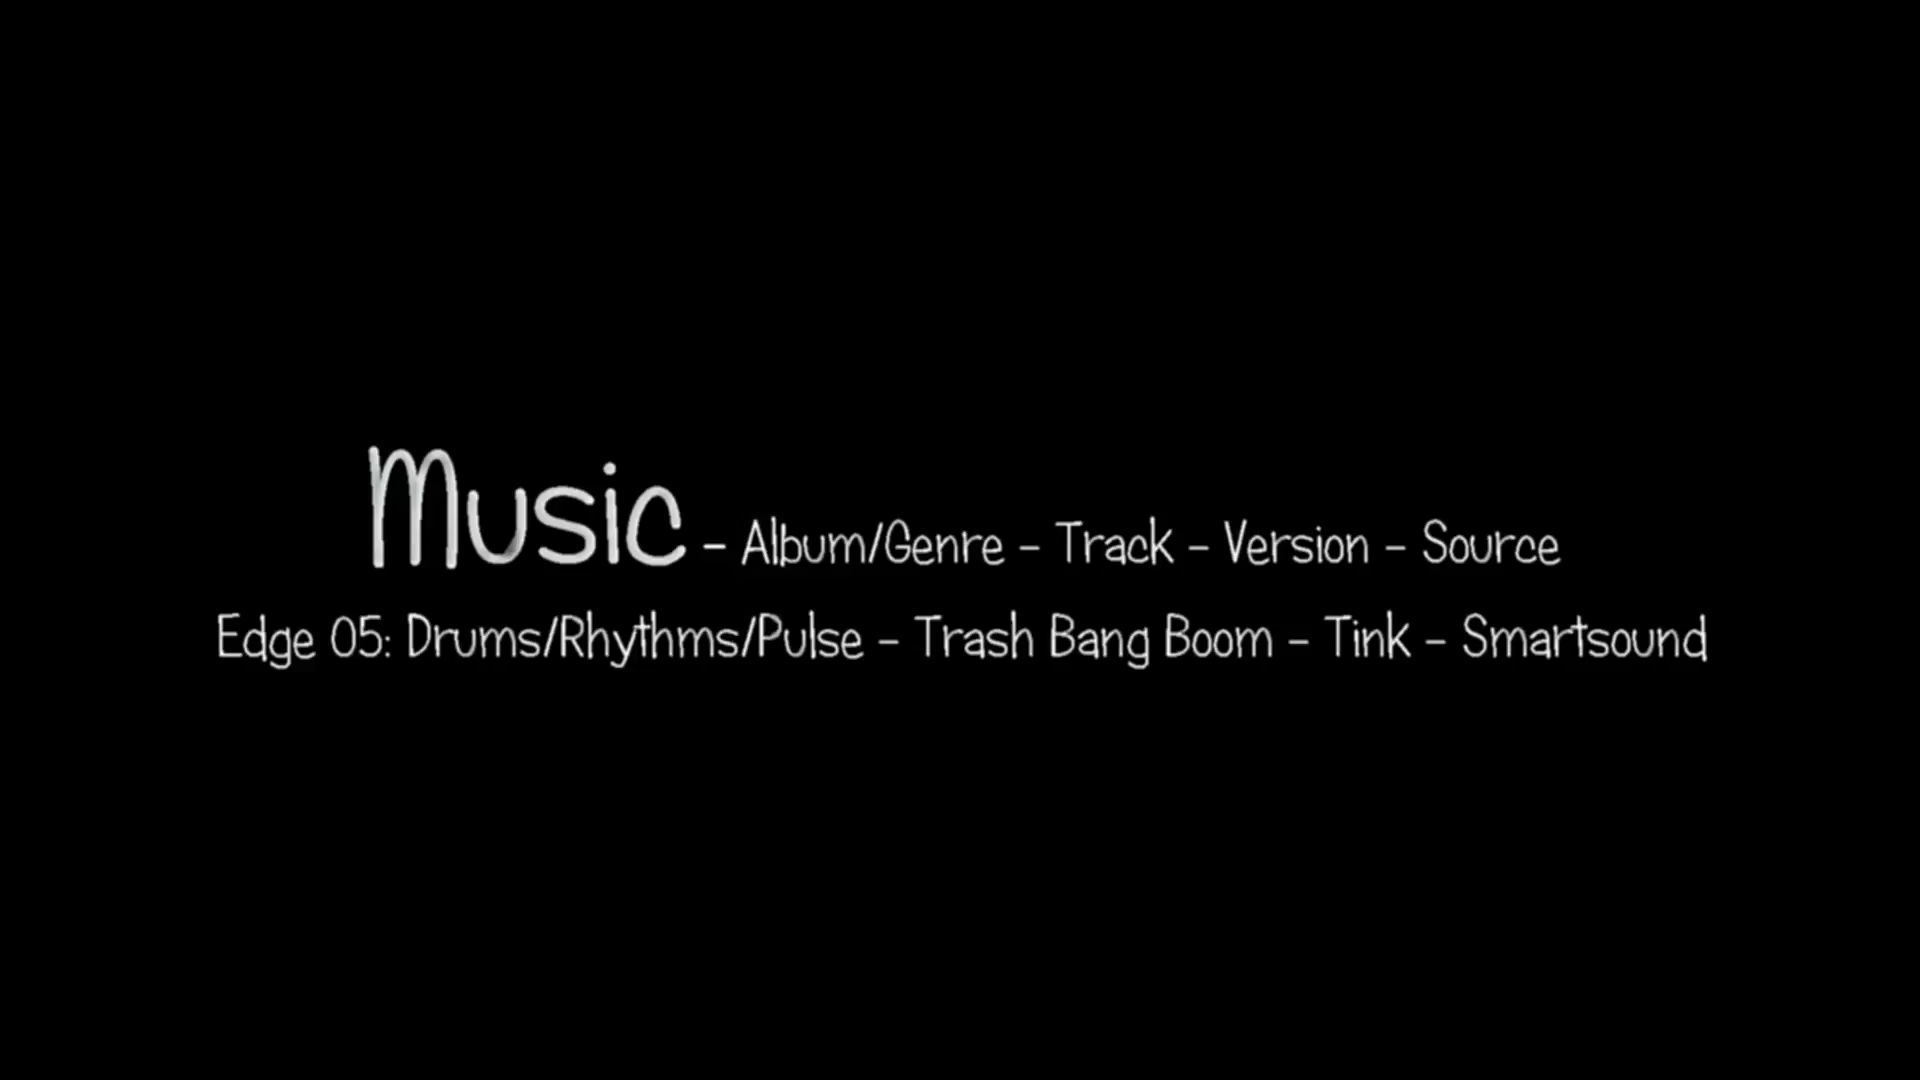 Music – Album/Genre – Track – Version – Source
Edge 05: Drums/Rhythms/Pulse – Trash Bang Boom – Tink – Smartsound